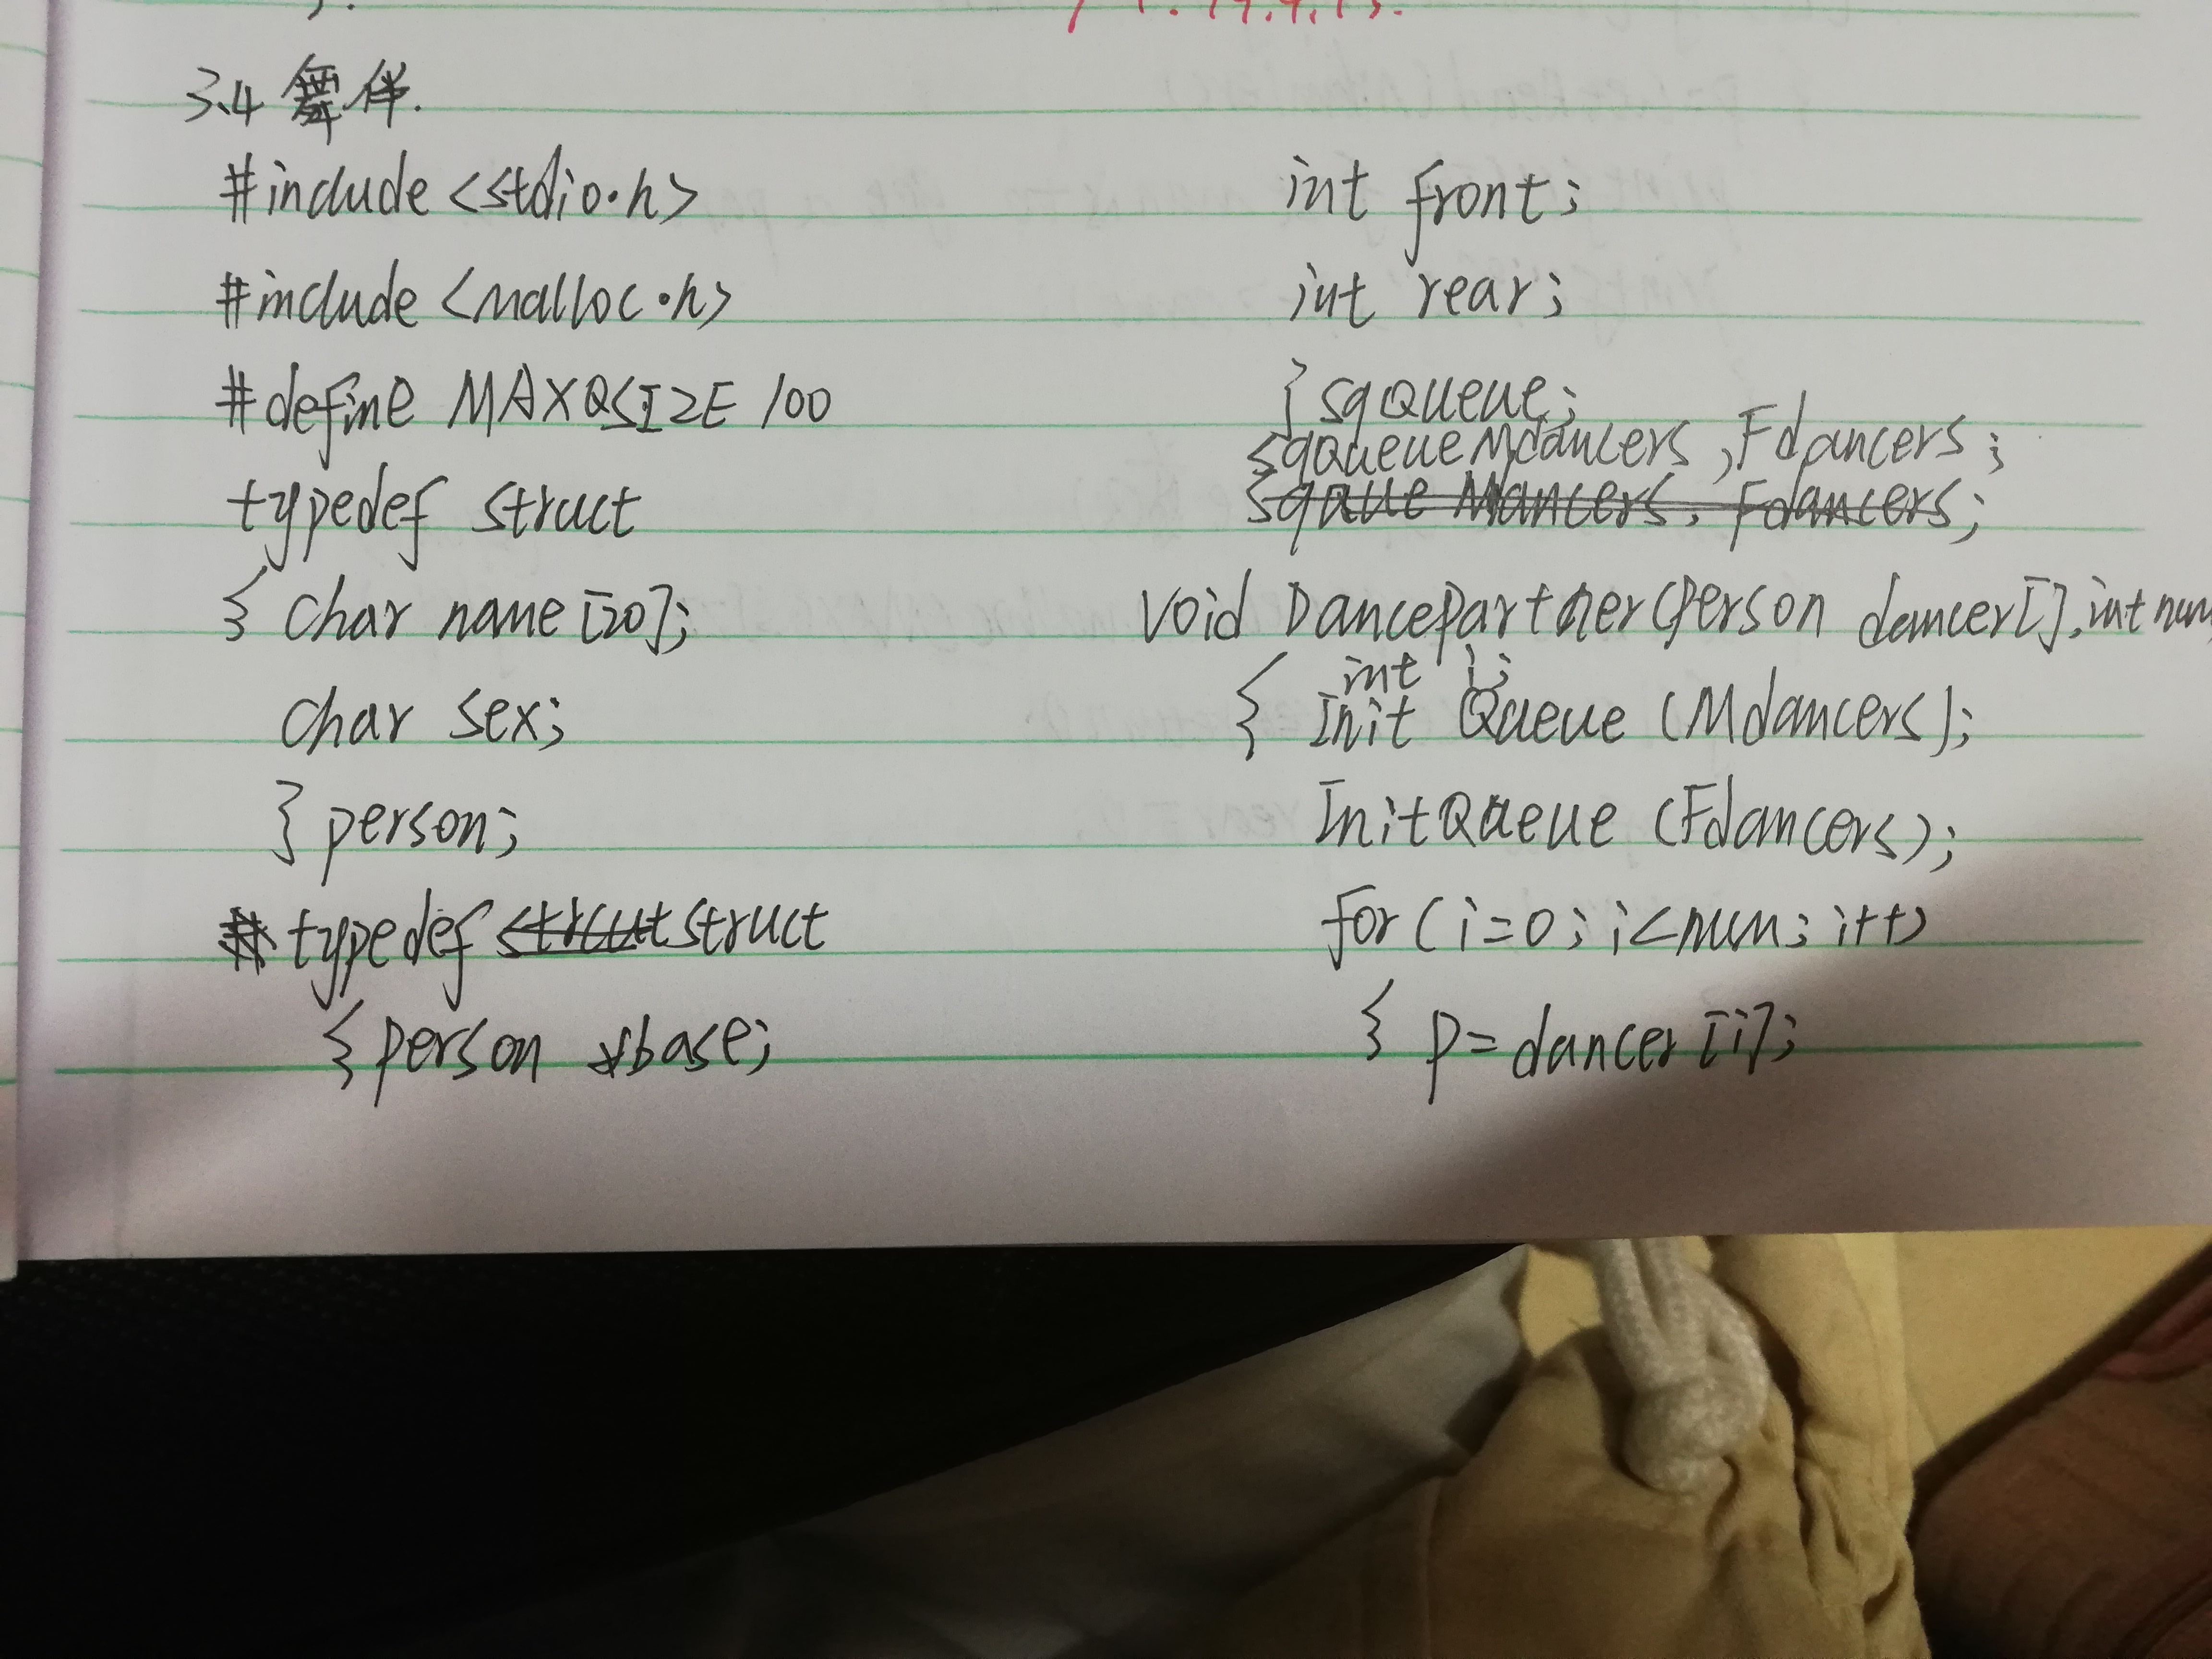 3.4 舞伴.
#include <stdio.h>
#include <malloc.h>
#define MAXQSIZE 100
typedef struct
{ char name [20];
char sex;
} person;
typedef struct
{ person *base;
int front;
int rear;
} sqQueue;
sqQueue Mdancers, Fdancers;
void DancePartner(person dancer[], int num
{ int i;
Init Queue (Mdancers);
InitQueue (Fdancers);
for (i=0; i<num; i++)
{ p= dancer [i];